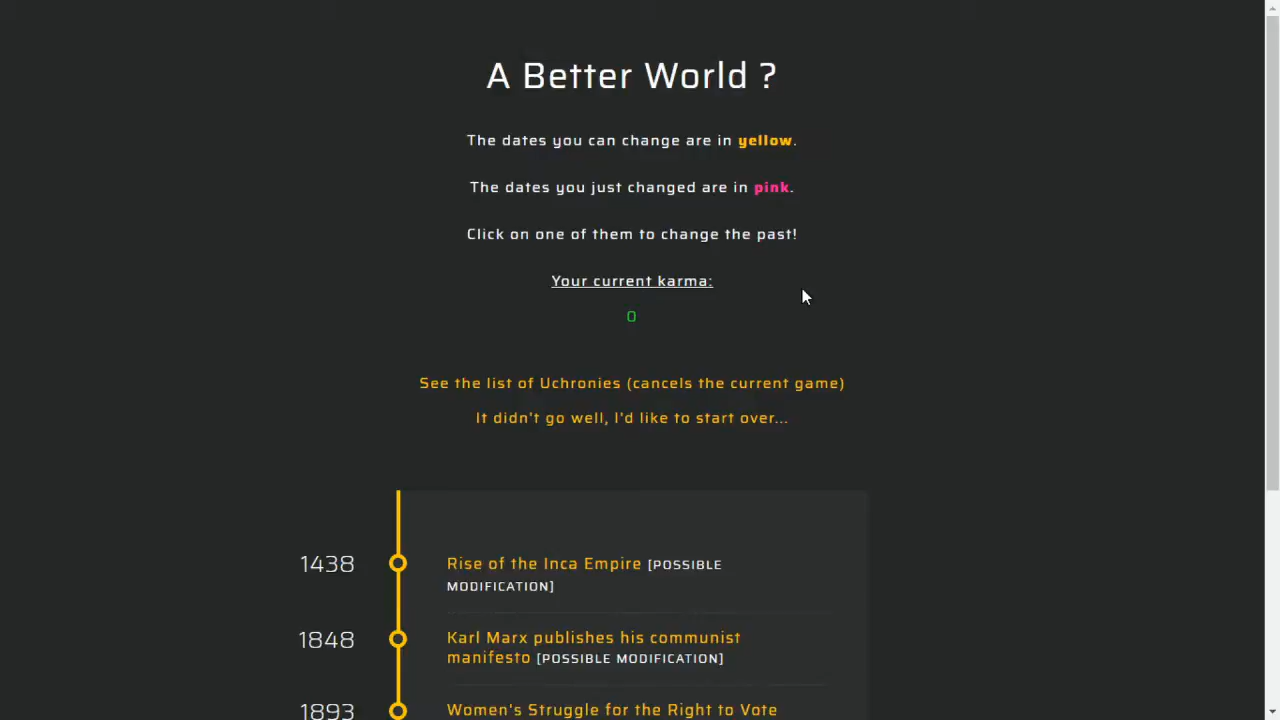 A Better World ?
The dates you can change are in yellow.
The dates you just changed are in pink.
Click on one of them to change the past!
Your current karma:
0
See the list of Uchronies (cancels the current game)
It didn't go well, I'd like to start over...
1438
Rise of the Inca Empire [POSSIBLE
MODIFICATION]
1848
Karl Marx publishes his communist
manifesto [POSSIBLE MODIFICATION]
1893
Women's Struggle for the Right to Vote